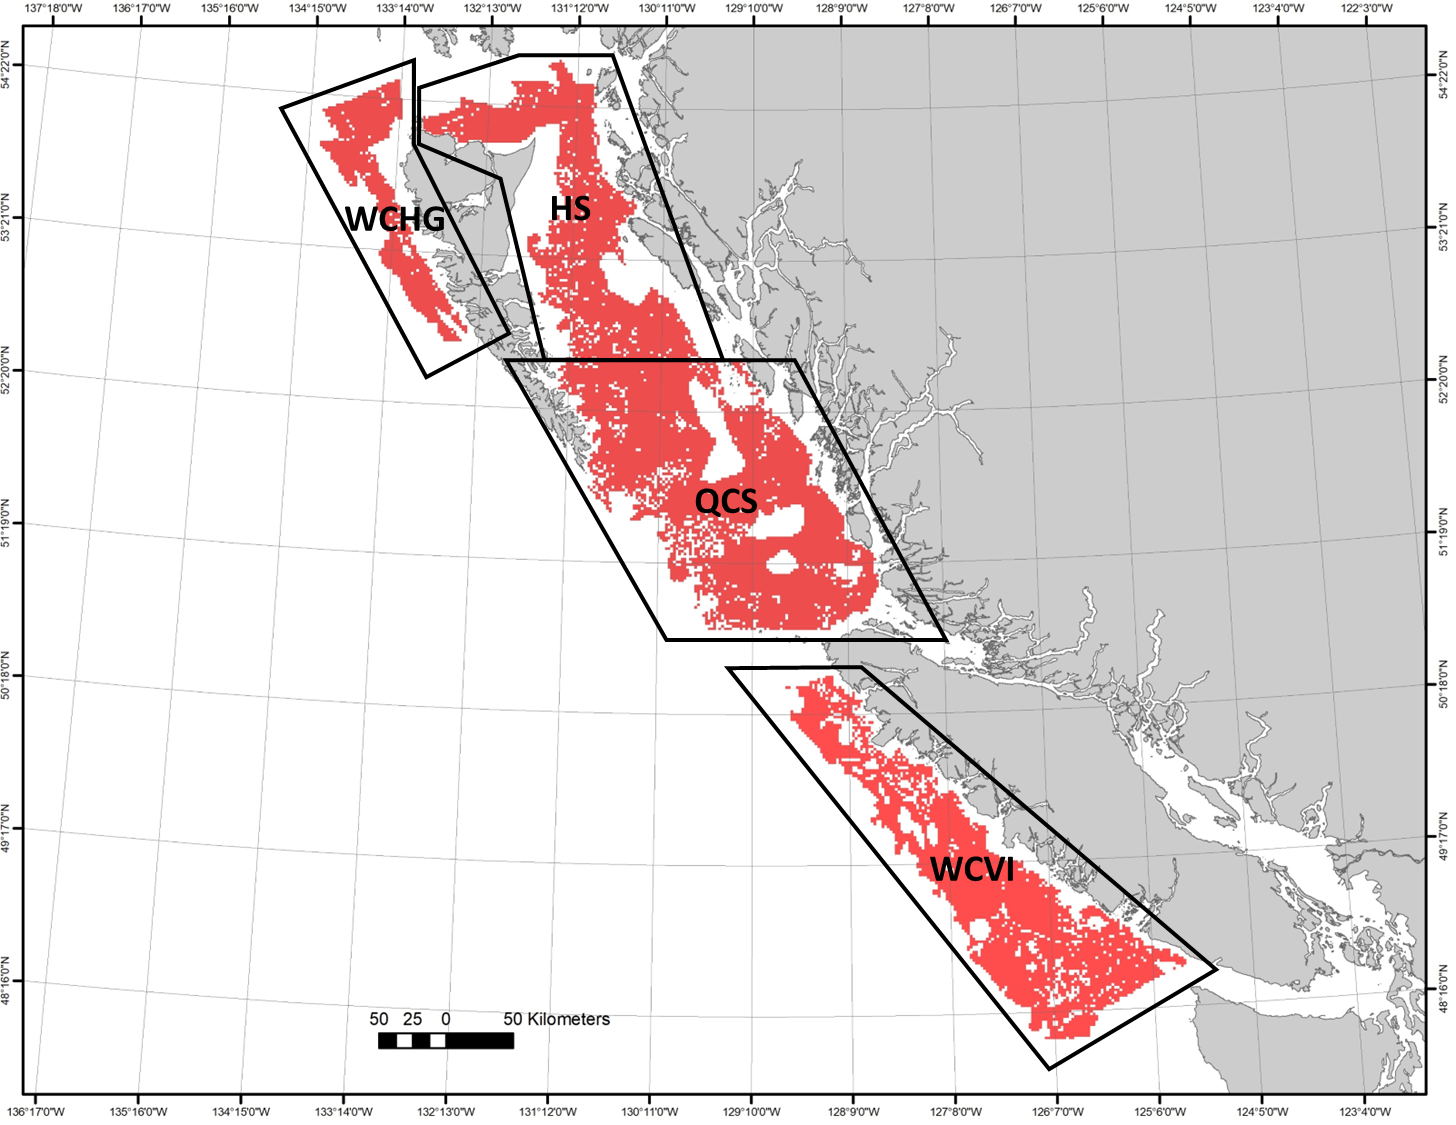 137°8'0"W 136°17'0"W 134°15'0"W 133°14'0"W 132°13'0"W 131°12'0"W 130°11'0"W 129°10'0"W 128°9'0"W 127°8'0"W 126°7'0"W 125°6'0"W 124°45'0"W 123°4'0"W 122°3'0"W
54°22'0"N 54°22'0"N
53°21'0"N 53°21'0"N
WCHG HS
52°20'0"N 52°20'0"N
QCS
51°19'0"N 51°19'0"N
50°18'0"N 50°18'0"N
49°17'0"N 49°17'0"N
WCVI
48°16'0"N 48°16'0"N
50 25 0 50 Kilometers
136°17'0"W 135°16'0"W 134°15'0"W 133°14'0"W 132°13'0"W 131°12'0"W 130°11'0"W 129°10'0"W 128°9'0"W 127°8'0"W 126°7'0"W 125°6'0"W 124°5'0"W 123°4'0"W